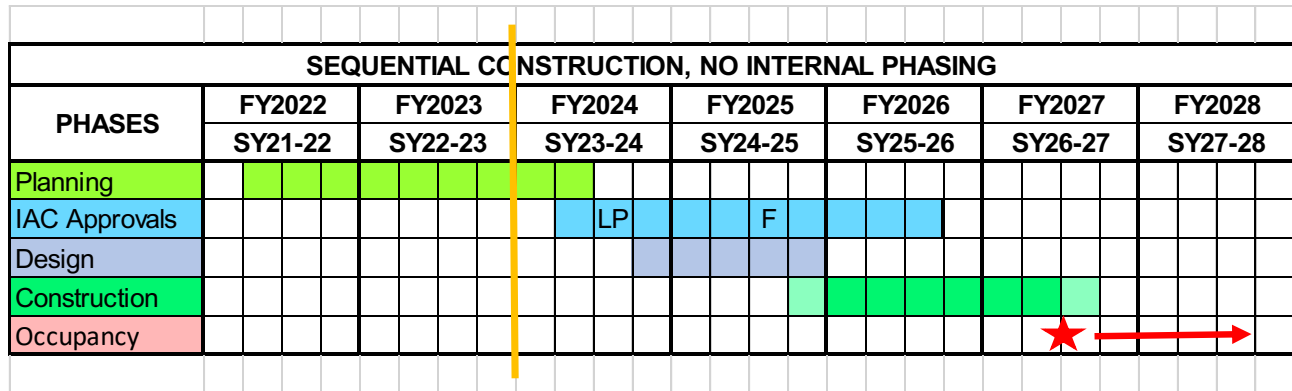 SEQUENTIAL CONSTRUCTION, NO INTERNAL PHASING
PHASES FY2022 FY2023 FY2024 FY2025 FY2026 FY2027 FY2028
SY21-22 SY22-23 SY23-24 SY24-25 SY25-26 SY26-27 SY27-28
Planning
IAC Approvals LP F
Design
Construction
Occupancy